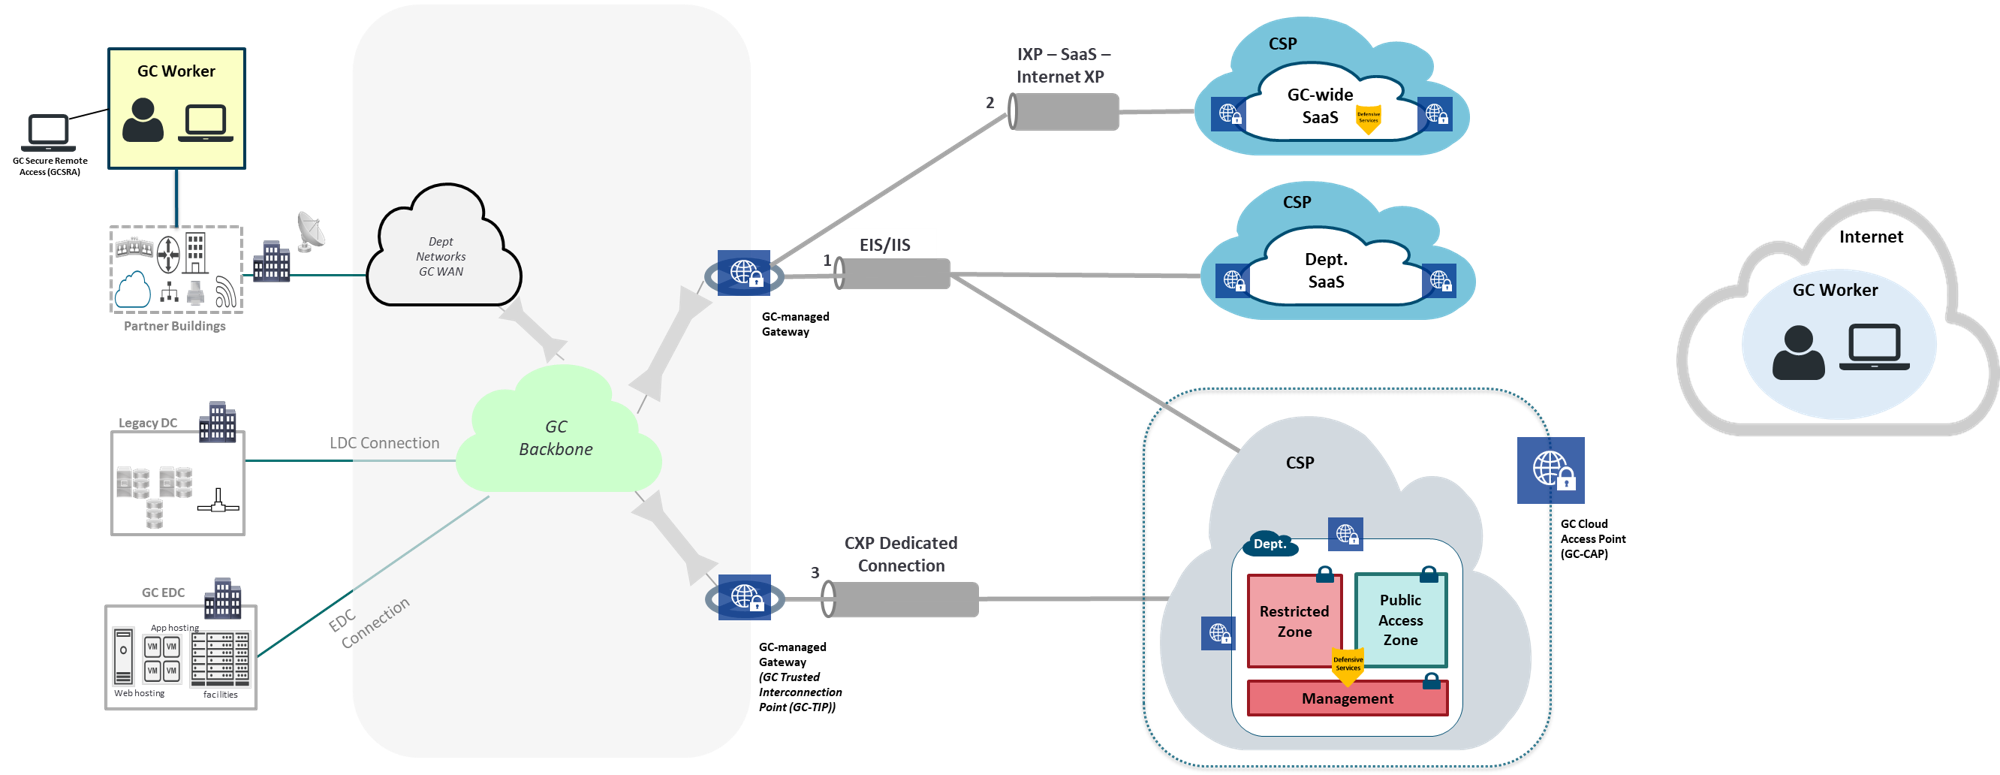 GC Worker
GC Secure Remote
Access (GCSRA)
Partner Buildings
Dept
Networks
GC WAN
Legacy DC
LDC Connection
GC
Backbone
GC EDC
App hosting
VM
VM
VM
VM
Web hosting
facilities
EDC
Connection
GC-managed
Gateway
GC-managed
Gateway
(GC Trusted
Interconnection
Point (GC-TIP))
IXP – SaaS –
Internet XP
2
EIS/IIS
1
CXP Dedicated
Connection
3
CSP
GC-wide
SaaS
Defensive
Services
CSP
Dept.
SaaS
CSP
Dept.
Restricted
Zone
Public
Access
Zone
Defensive
Services
Management
GC Cloud
Access Point
(GC-CAP)
Internet
GC Worker